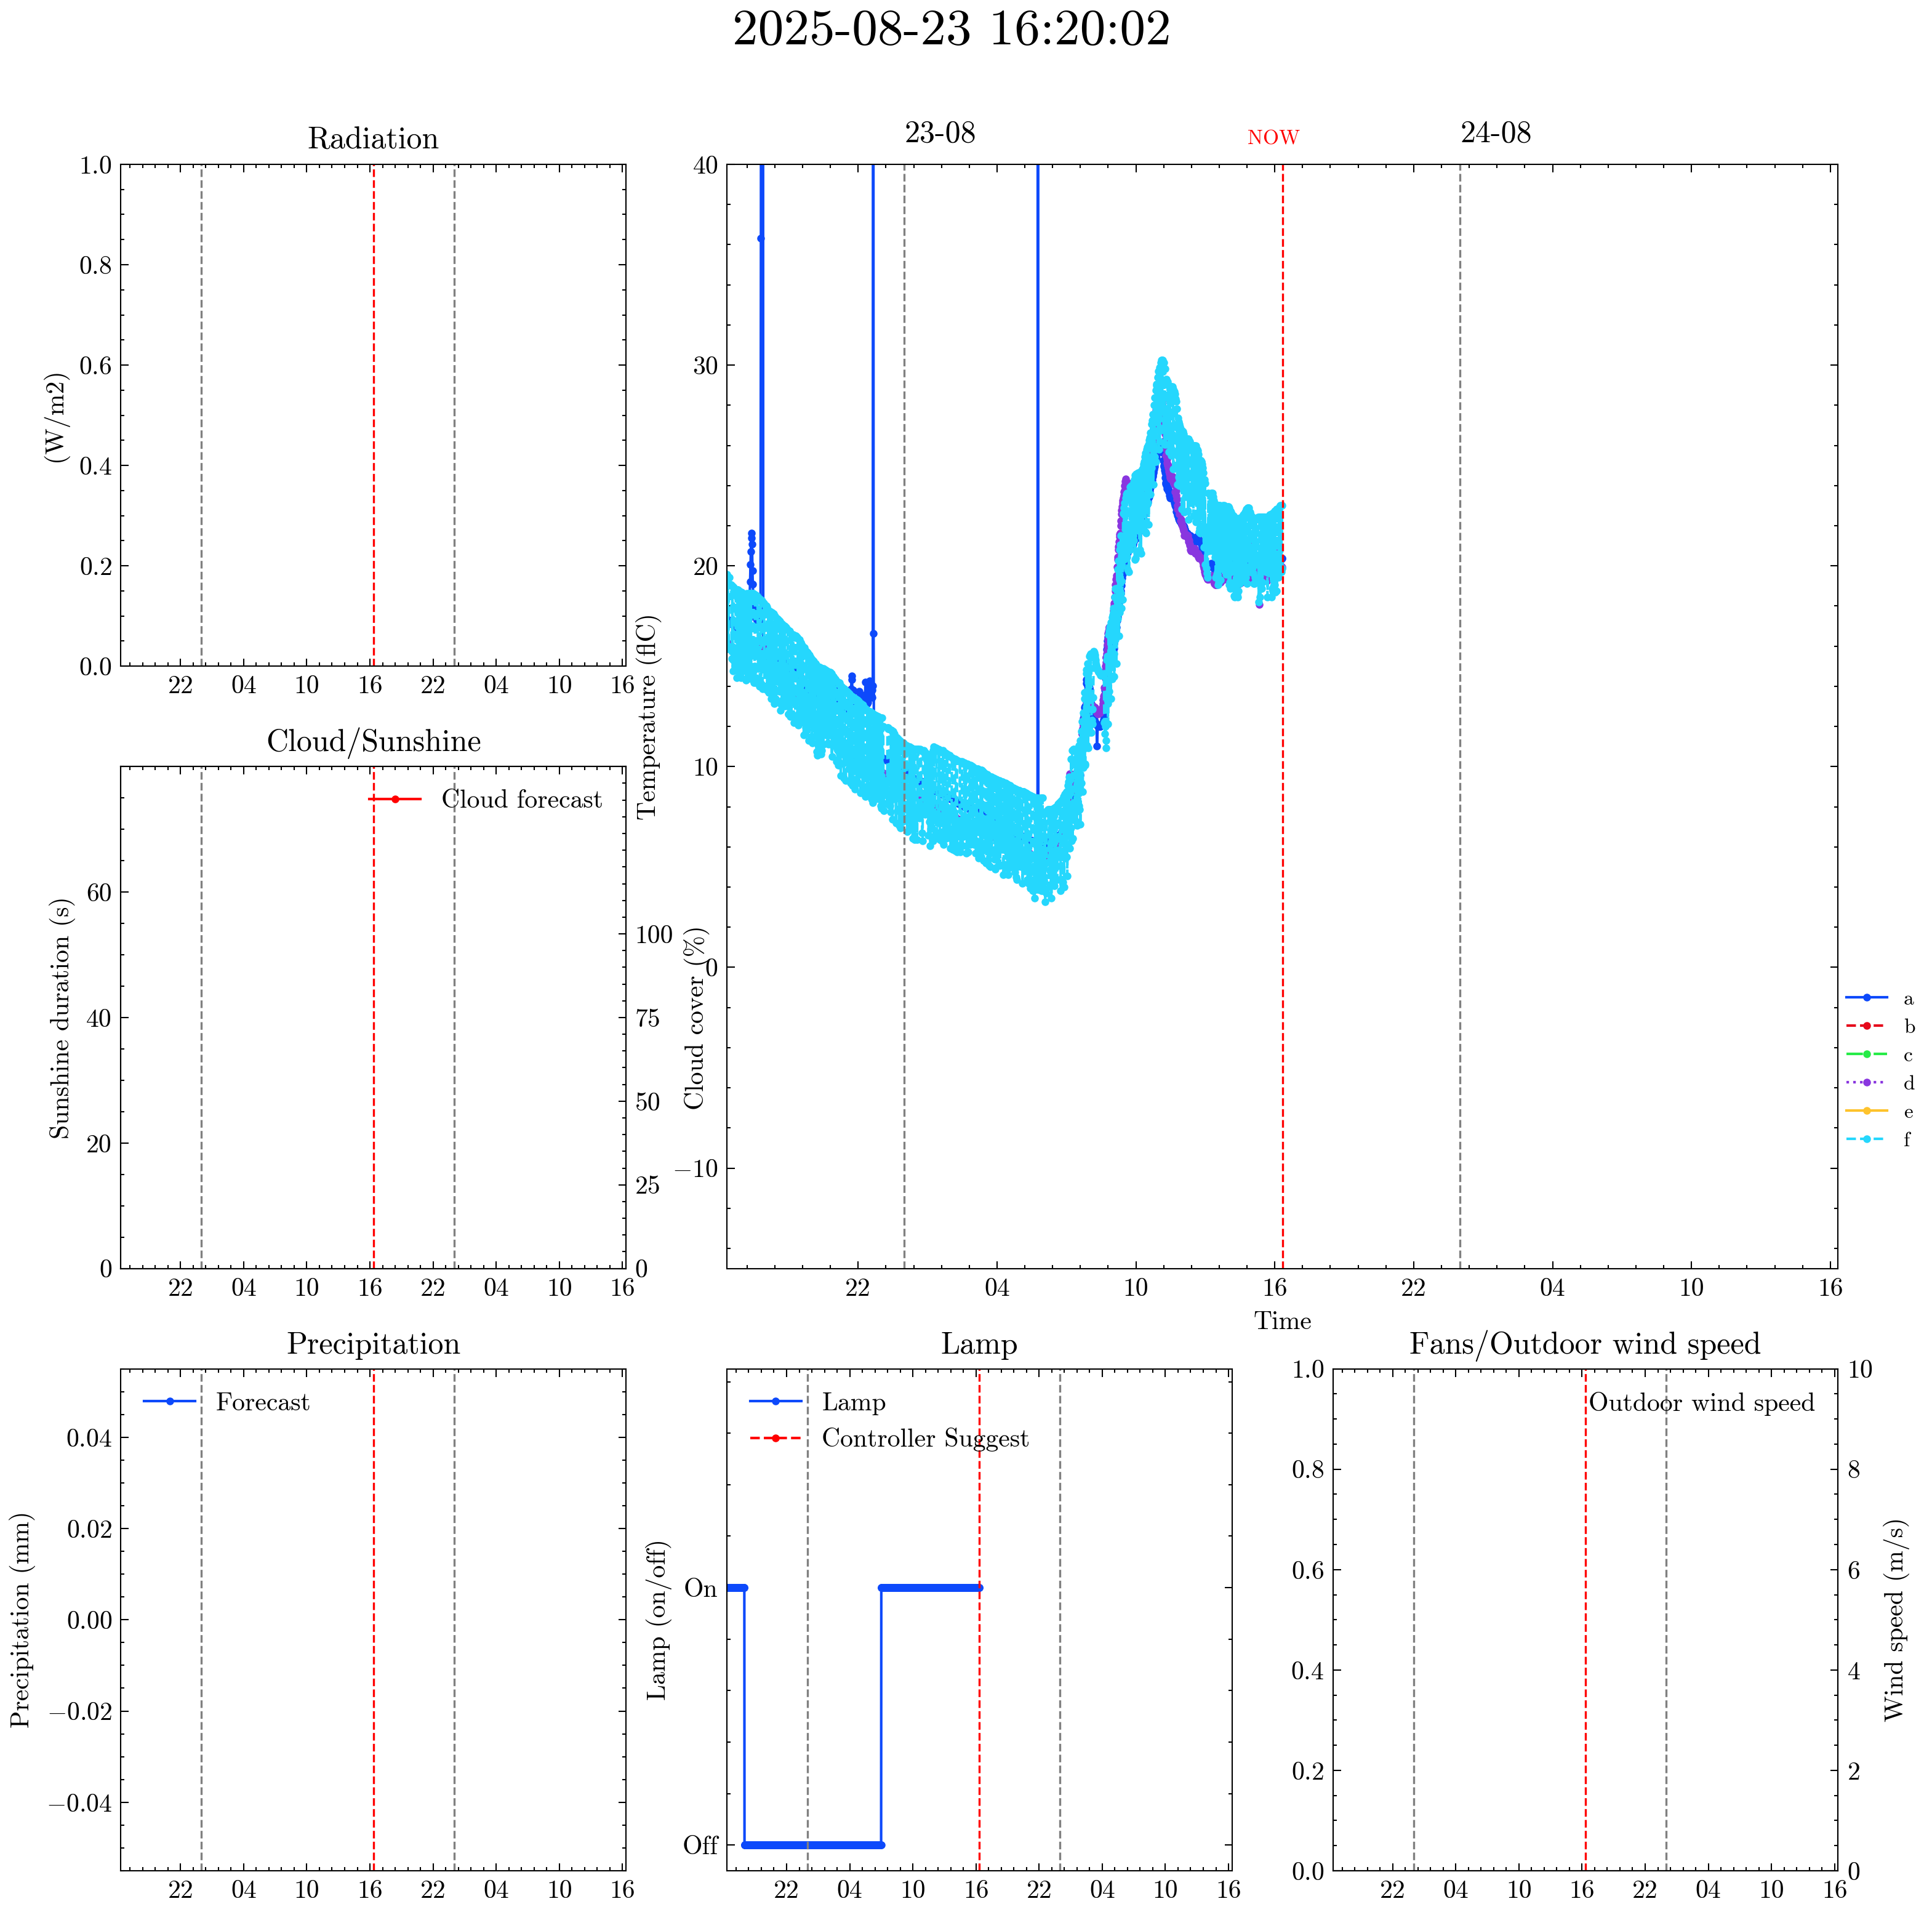 2025-08-23 16:20:02
Radiation
(W/m2)
1.0
0.8
0.6
0.4
0.2
0.0
22 04 10 16 22 04 10 16
23-08
NOW
24-08
Temperature (flC)
40
30
20
10
0
−10
22 04 10 16 22 04 10 16
Time
a
b
c
d
e
f
Cloud/Sunshine
Cloud forecast
Sunshine duration (s)
60
40
20
0
Cloud cover (%)
100
75
50
25
0
22 04 10 16 22 04 10 16
Precipitation
Forecast
Precipitation (mm)
0.04
0.02
0.00
−0.02
−0.04
22 04 10 16 22 04 10 16
Lamp
Lamp
Controller Suggest
Lamp (on/off)
On
Off
22 04 10 16 22 04 10 16
Fans/Outdoor wind speed
Outdoor wind speed
1.0
0.8
0.6
0.4
0.2
0.0
10
8
6
4
2
0
Wind speed (m/s)
22 04 10 16 22 04 10 16